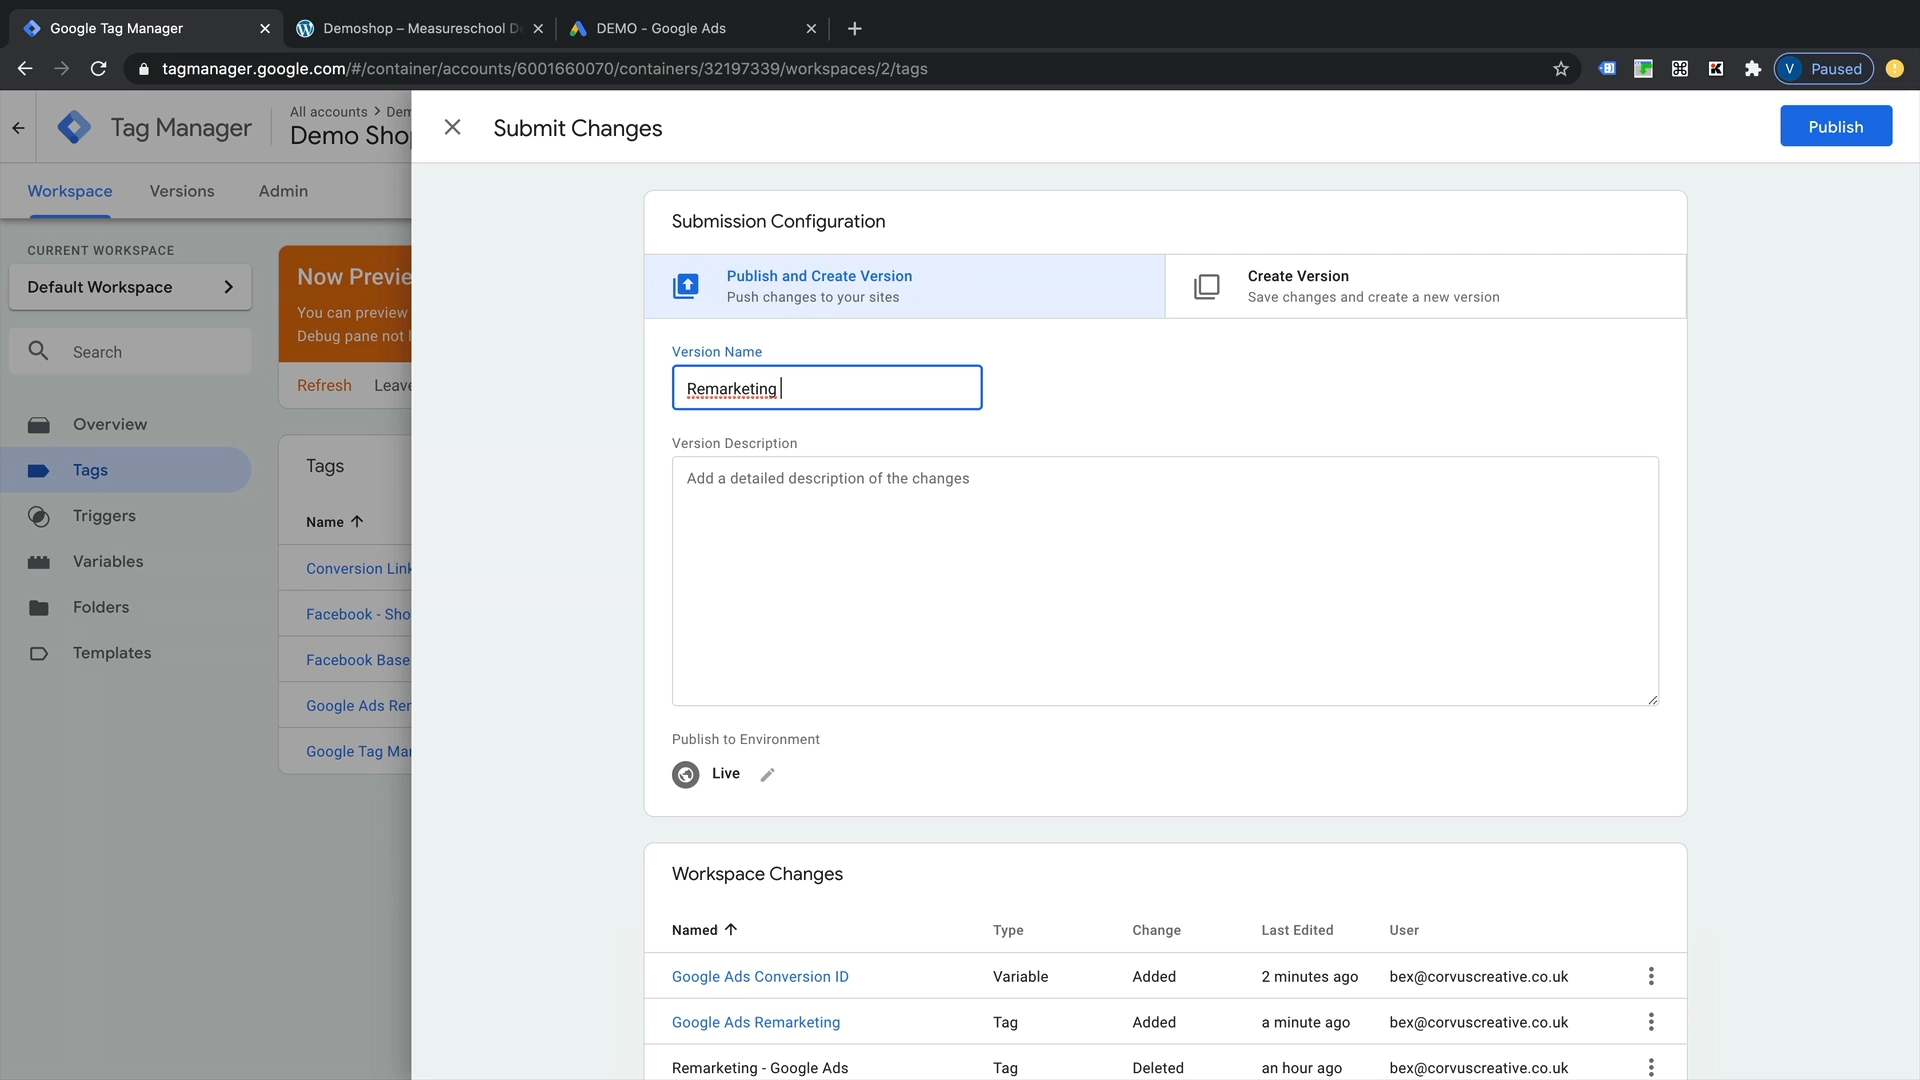 Google Tag Manager
Demoshop – Measureschool D
DEMO - Google Ads
tagmanager.google.com/#/container/accounts/6001660070/containers/32197339/workspaces/2/tags
V Paused
Tag Manager
All accounts > Dem
Demo Shop
Submit Changes
Publish
Workspace
Versions
Admin
CURRENT WORKSPACE
Default Workspace
Search
Overview
Tags
Triggers
Variables
Folders
Templates
Now Previe
You can preview
Debug pane not l
Refresh
Leave
Tags
Name
Conversion Link
Facebook - Sho
Facebook Base
Google Ads Rem
Google Tag Man
Submission Configuration
Publish and Create Version
Push changes to your sites
Create Version
Save changes and create a new version
Version Name
Remarketing
Version Description
Add a detailed description of the changes
Publish to Environment
Live
Workspace Changes
Named Type Change Last Edited User
Google Ads Conversion ID Variable Added 2 minutes ago bex@corvuscreative.co.uk
Google Ads Remarketing Tag Added a minute ago bex@corvuscreative.co.uk
Remarketing - Google Ads Tag Deleted an hour ago bex@corvuscreative.co.uk